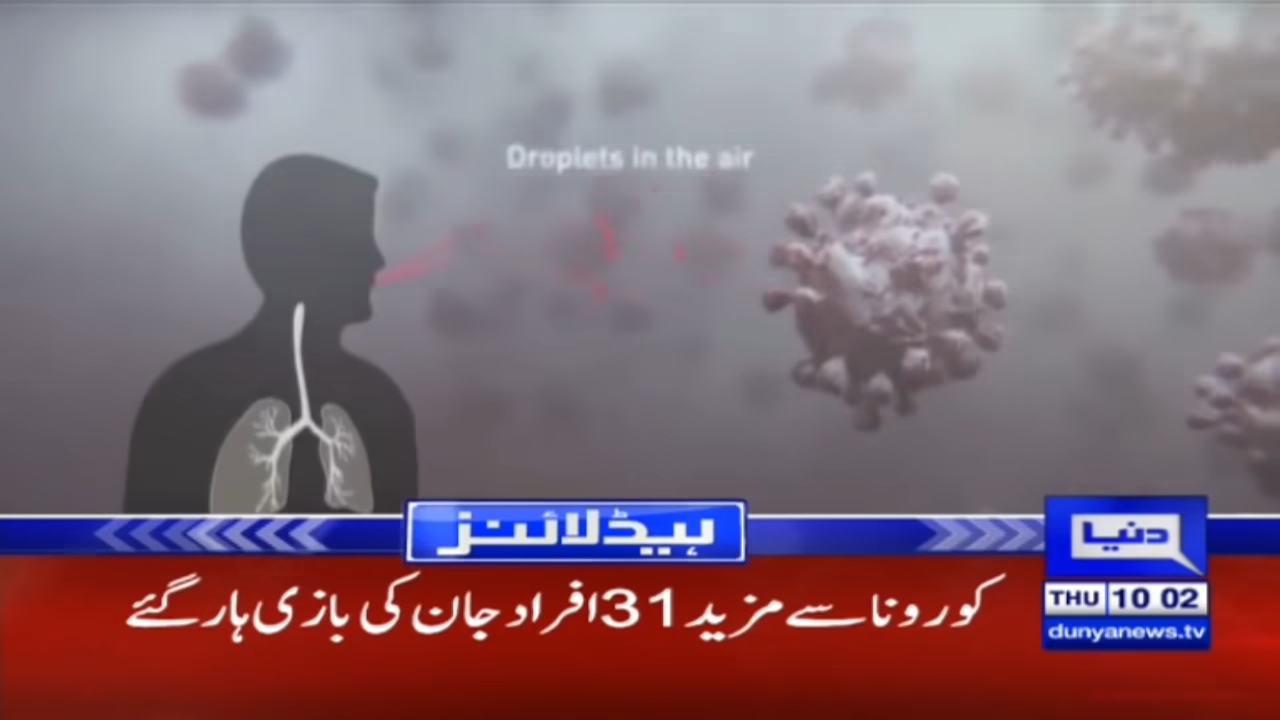 Droplets in the air
ہیڈلائنز
دنیا
کورونا سے مزید 31 افراد جان کی بازی ہار گئے
THU 10 02
dunyanews.tv